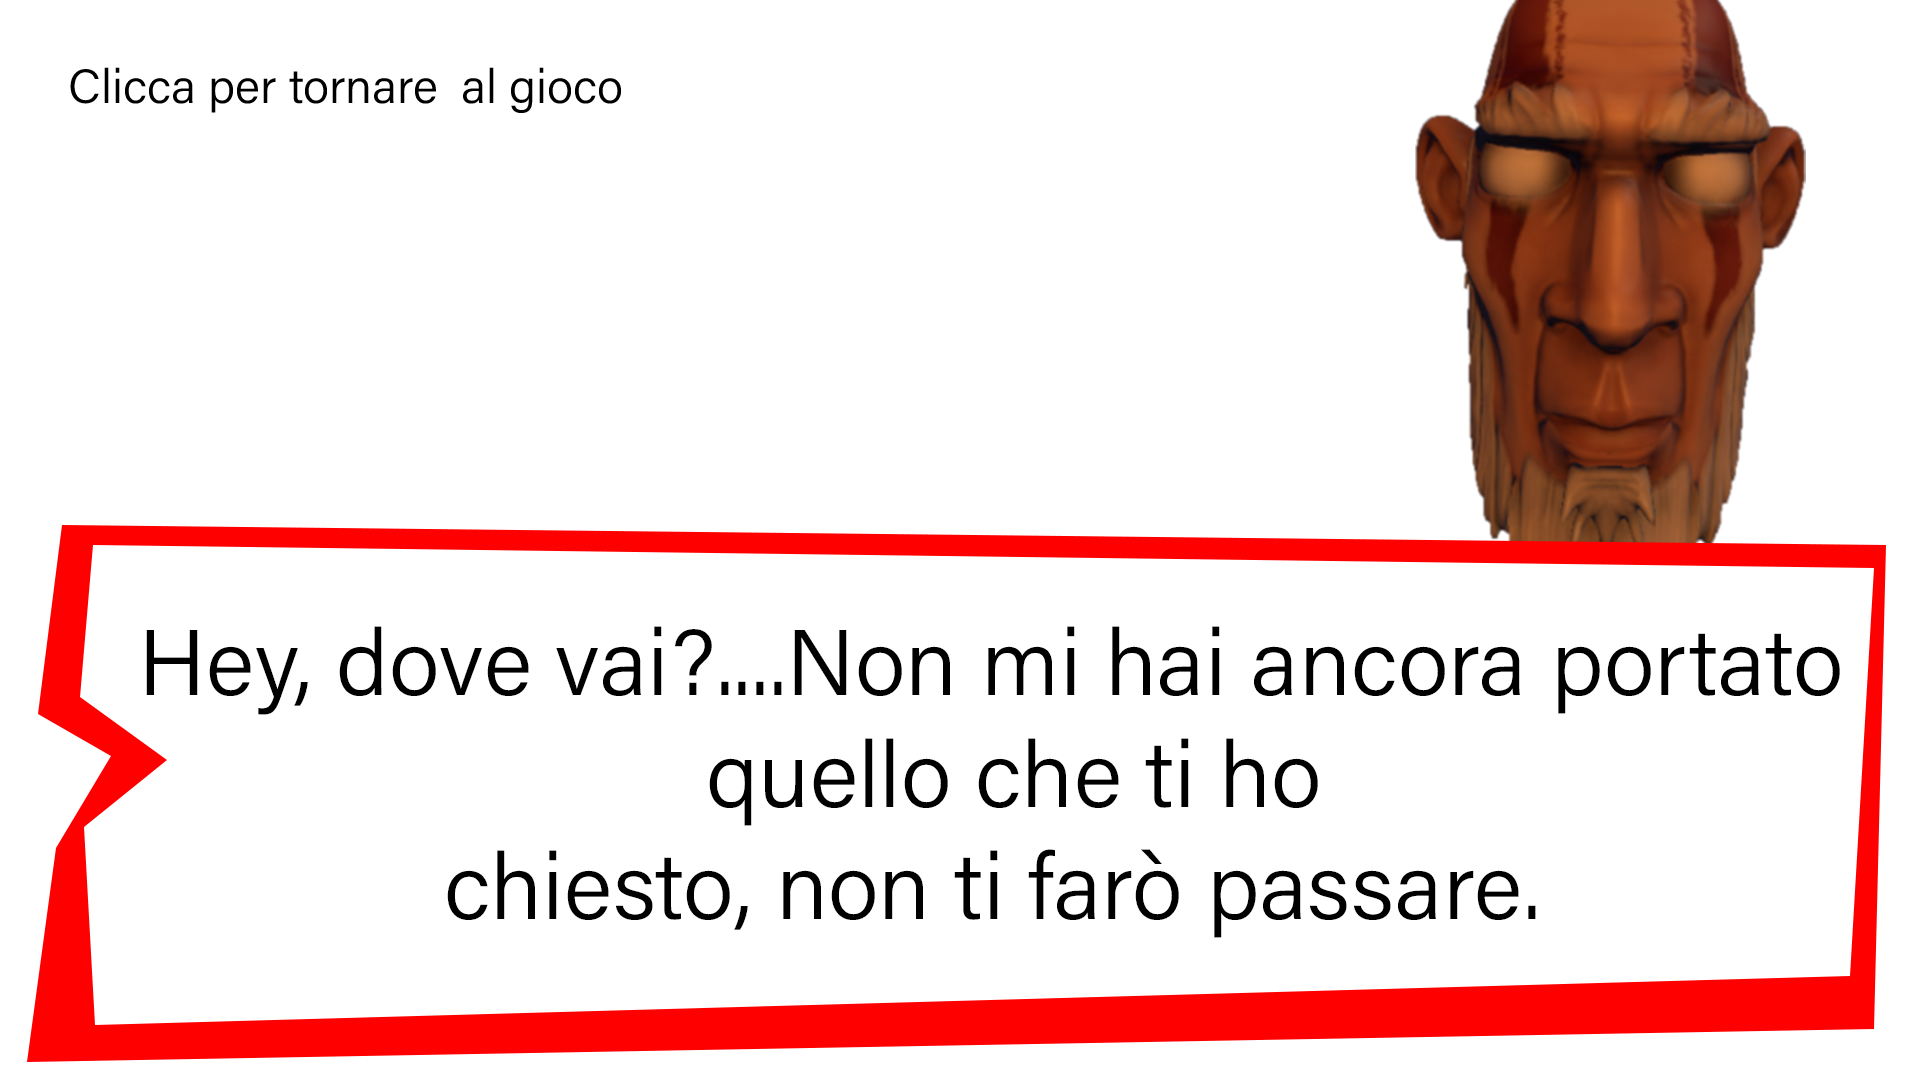 Clicca per tornare  al gioco
Hey, dove vai?....Non mi hai ancora portato
quello che ti ho
chiesto, non ti farò passare.